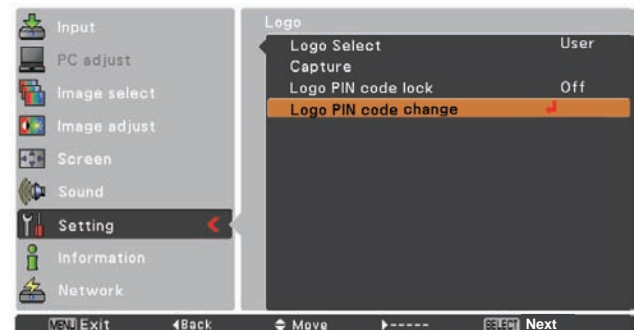 Input
PC adjust
Image select
Image adjust
Screen
Sound
Setting
Information
Network
Logo
Logo Select User
Capture
Logo PIN code lock Off
Logo PIN code change
MENU Exit ◀Back Move ▶----- SELECT Next